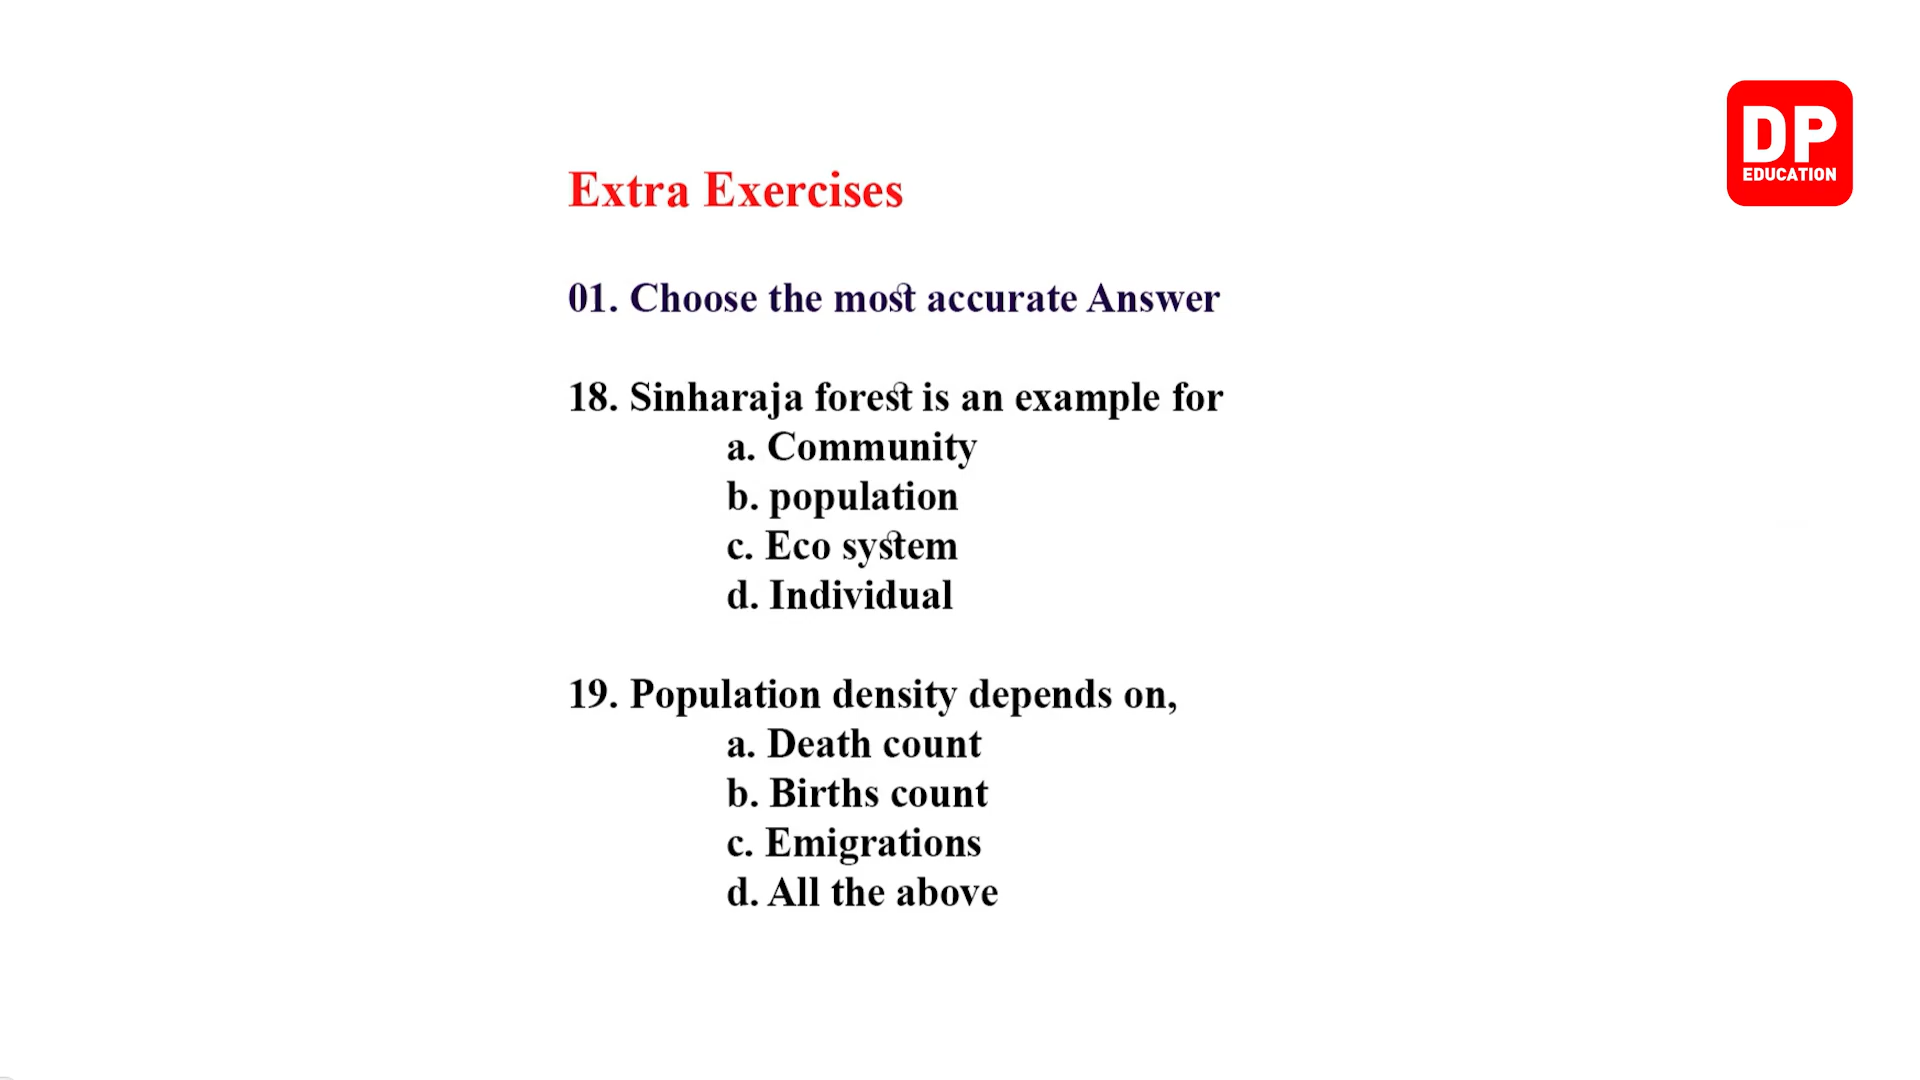 DP
EDUCATION
Extra Exercises
01. Choose the most accurate Answer
18. Sinharaja forest is an example for
a. Community
b. population
c. Eco system
d. Individual
19. Population density depends on,
a. Death count
b. Births count
c. Emigrations
d. All the above